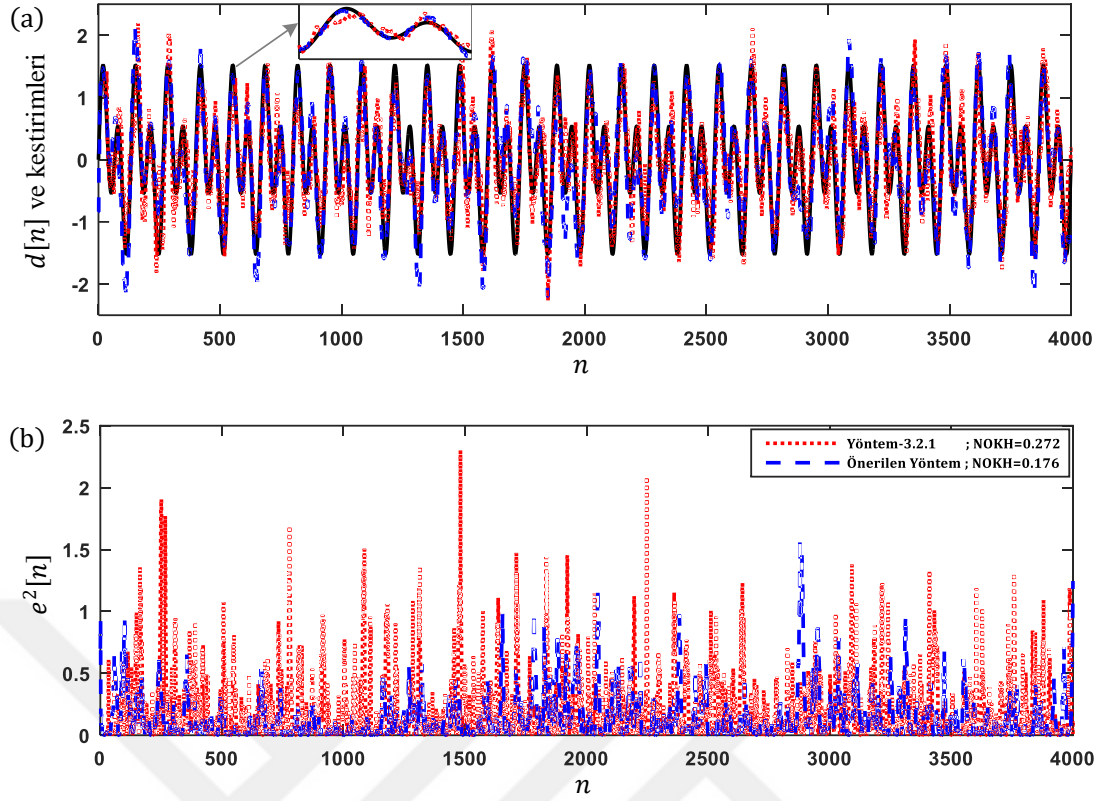 (a)
d[n] ve kestirimleri
2
1
0
-1
-2
0 500 1000 1500 2000 2500 3000 3500 4000
n
(b)
e²[n]
2.5
2
1.5
1
0.5
0
Yöntem-3.2.1 ; NOKH=0.272
Önerilen Yöntem ; NOKH=0.176
0 500 1000 1500 2000 2500 3000 3500 4000
n